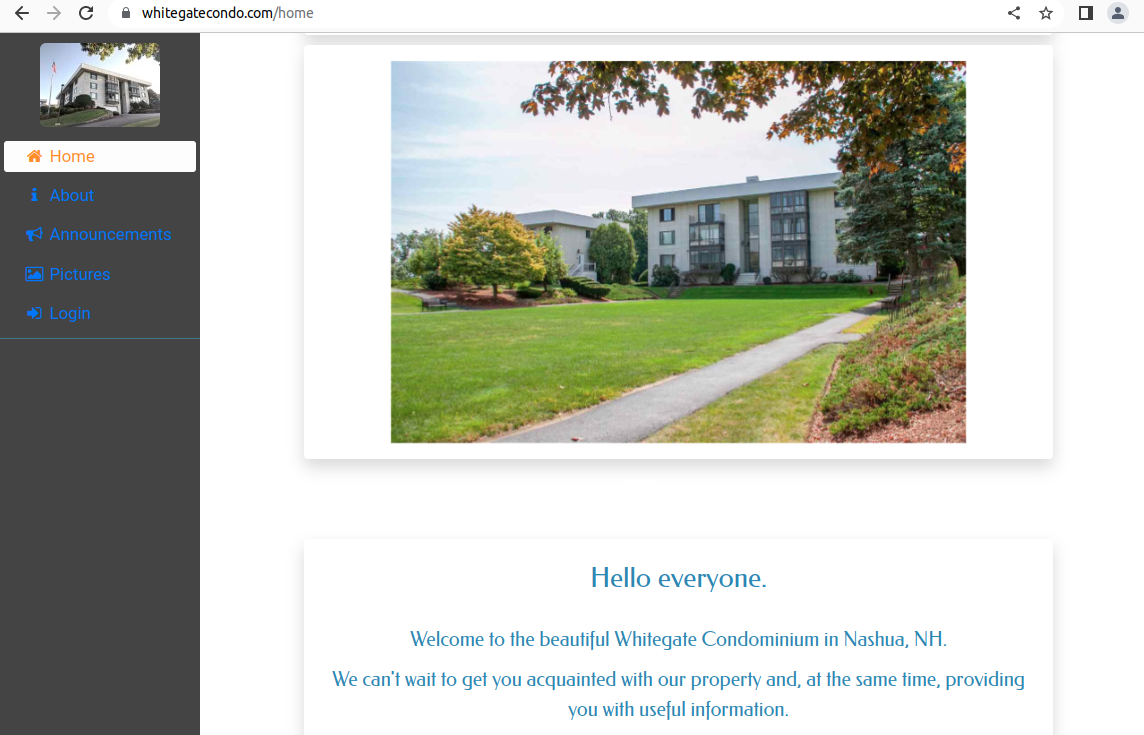 whitegatecondo.com/home
Home
About
Announcements
Pictures
Login
Hello everyone.
Welcome to the beautiful Whitegate Condominium in Nashua, NH.
We can't wait to get you acquainted with our property and, at the same time, providing
you with useful information.